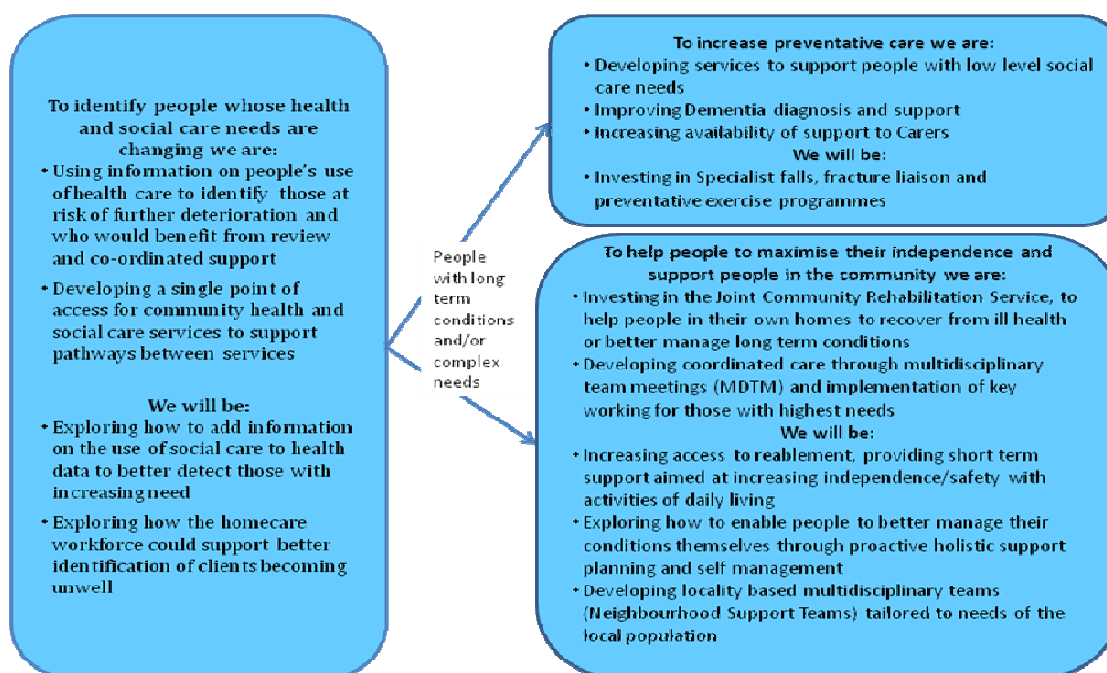 To identify people whose health
and social care needs are
changing we are:
• Using information on people's use
of health care to identify those at
risk of further deterioration and
who would benefit from review
and co-ordinated support
• Developing a single point of
access for community health and
social care services to support
pathways between services
We will be:
• Exploring how to add information
on the use of social care to health
data to better detect those with
increasing need
• Exploring how the homecare
workforce could support better
identification of clients becoming
unwell
People
with long
term
conditions
and/or
complex
needs
To increase preventative care we are:
• Developing services to support people with low level social
care needs
• Improving Dementia diagnosis and support
• Increasing availability of support to Carers
We will be:
• Investing in Specialist falls, fracture liaison and
preventative exercise programmes
To help people to maximise their independence and
support people in the community we are:
• Investing in the Joint Community Rehabilitation Service, to
help people in their own homes to recover from ill health
or better manage long term conditions
• Developing coordinated care through multidisciplinary
team meetings (MDTM) and implementation of key
working for those with highest needs
We will be:
• Increasing access to reablement, providing short term
support aimed at increasing independence/safety with
activities of daily living
• Exploring how to enable people to better manage their
conditions themselves through proactive holistic support
planning and self management
• Developing locality based multidisciplinary teams
(Neighbourhood Support Teams) tailored to needs of the
local population